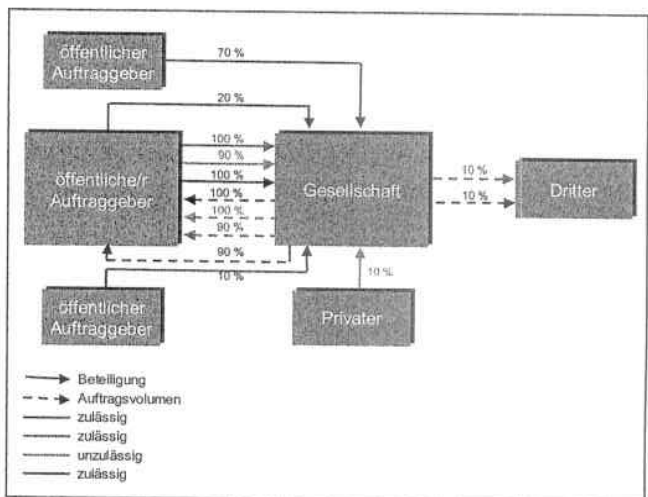 öffentlicher
Auftraggeber
70 %
20 %
100 %
90 %
100 %
100 %
100 %
90 %
90 %
10 %
öffentliche/r
Auftraggeber
Gesellschaft
10 %
10 %
Dritter
öffentlicher
Auftraggeber
10 %
Privater
Beteiligung
Auftragsvolumen
zulässig
zulässig
unzulässig
zulässig